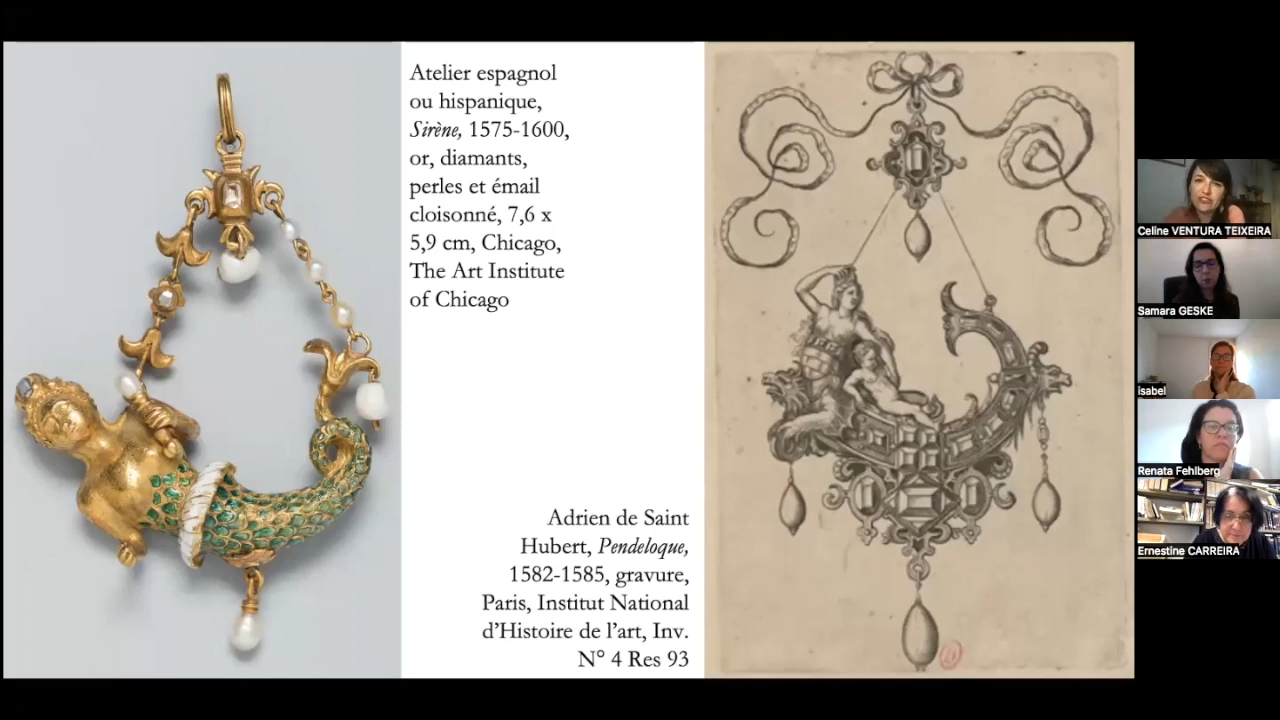 Atelier espagnol
ou hispanique,
Sirène, 1575-1600,
or, diamants,
perles et émail
cloisonné, 7,6 x
5,9 cm, Chicago,
The Art Institute
of Chicago
Adrien de Saint
Hubert, Pendeloque,
1582-1585, gravure,
Paris, Institut National
d’Histoire de l’art, Inv.
N° 4 Res 93
Celine VENTURA TEIXEIRA
Samara GESKE
isabel
Renata Fehlberg
Ernestine CARREIRA